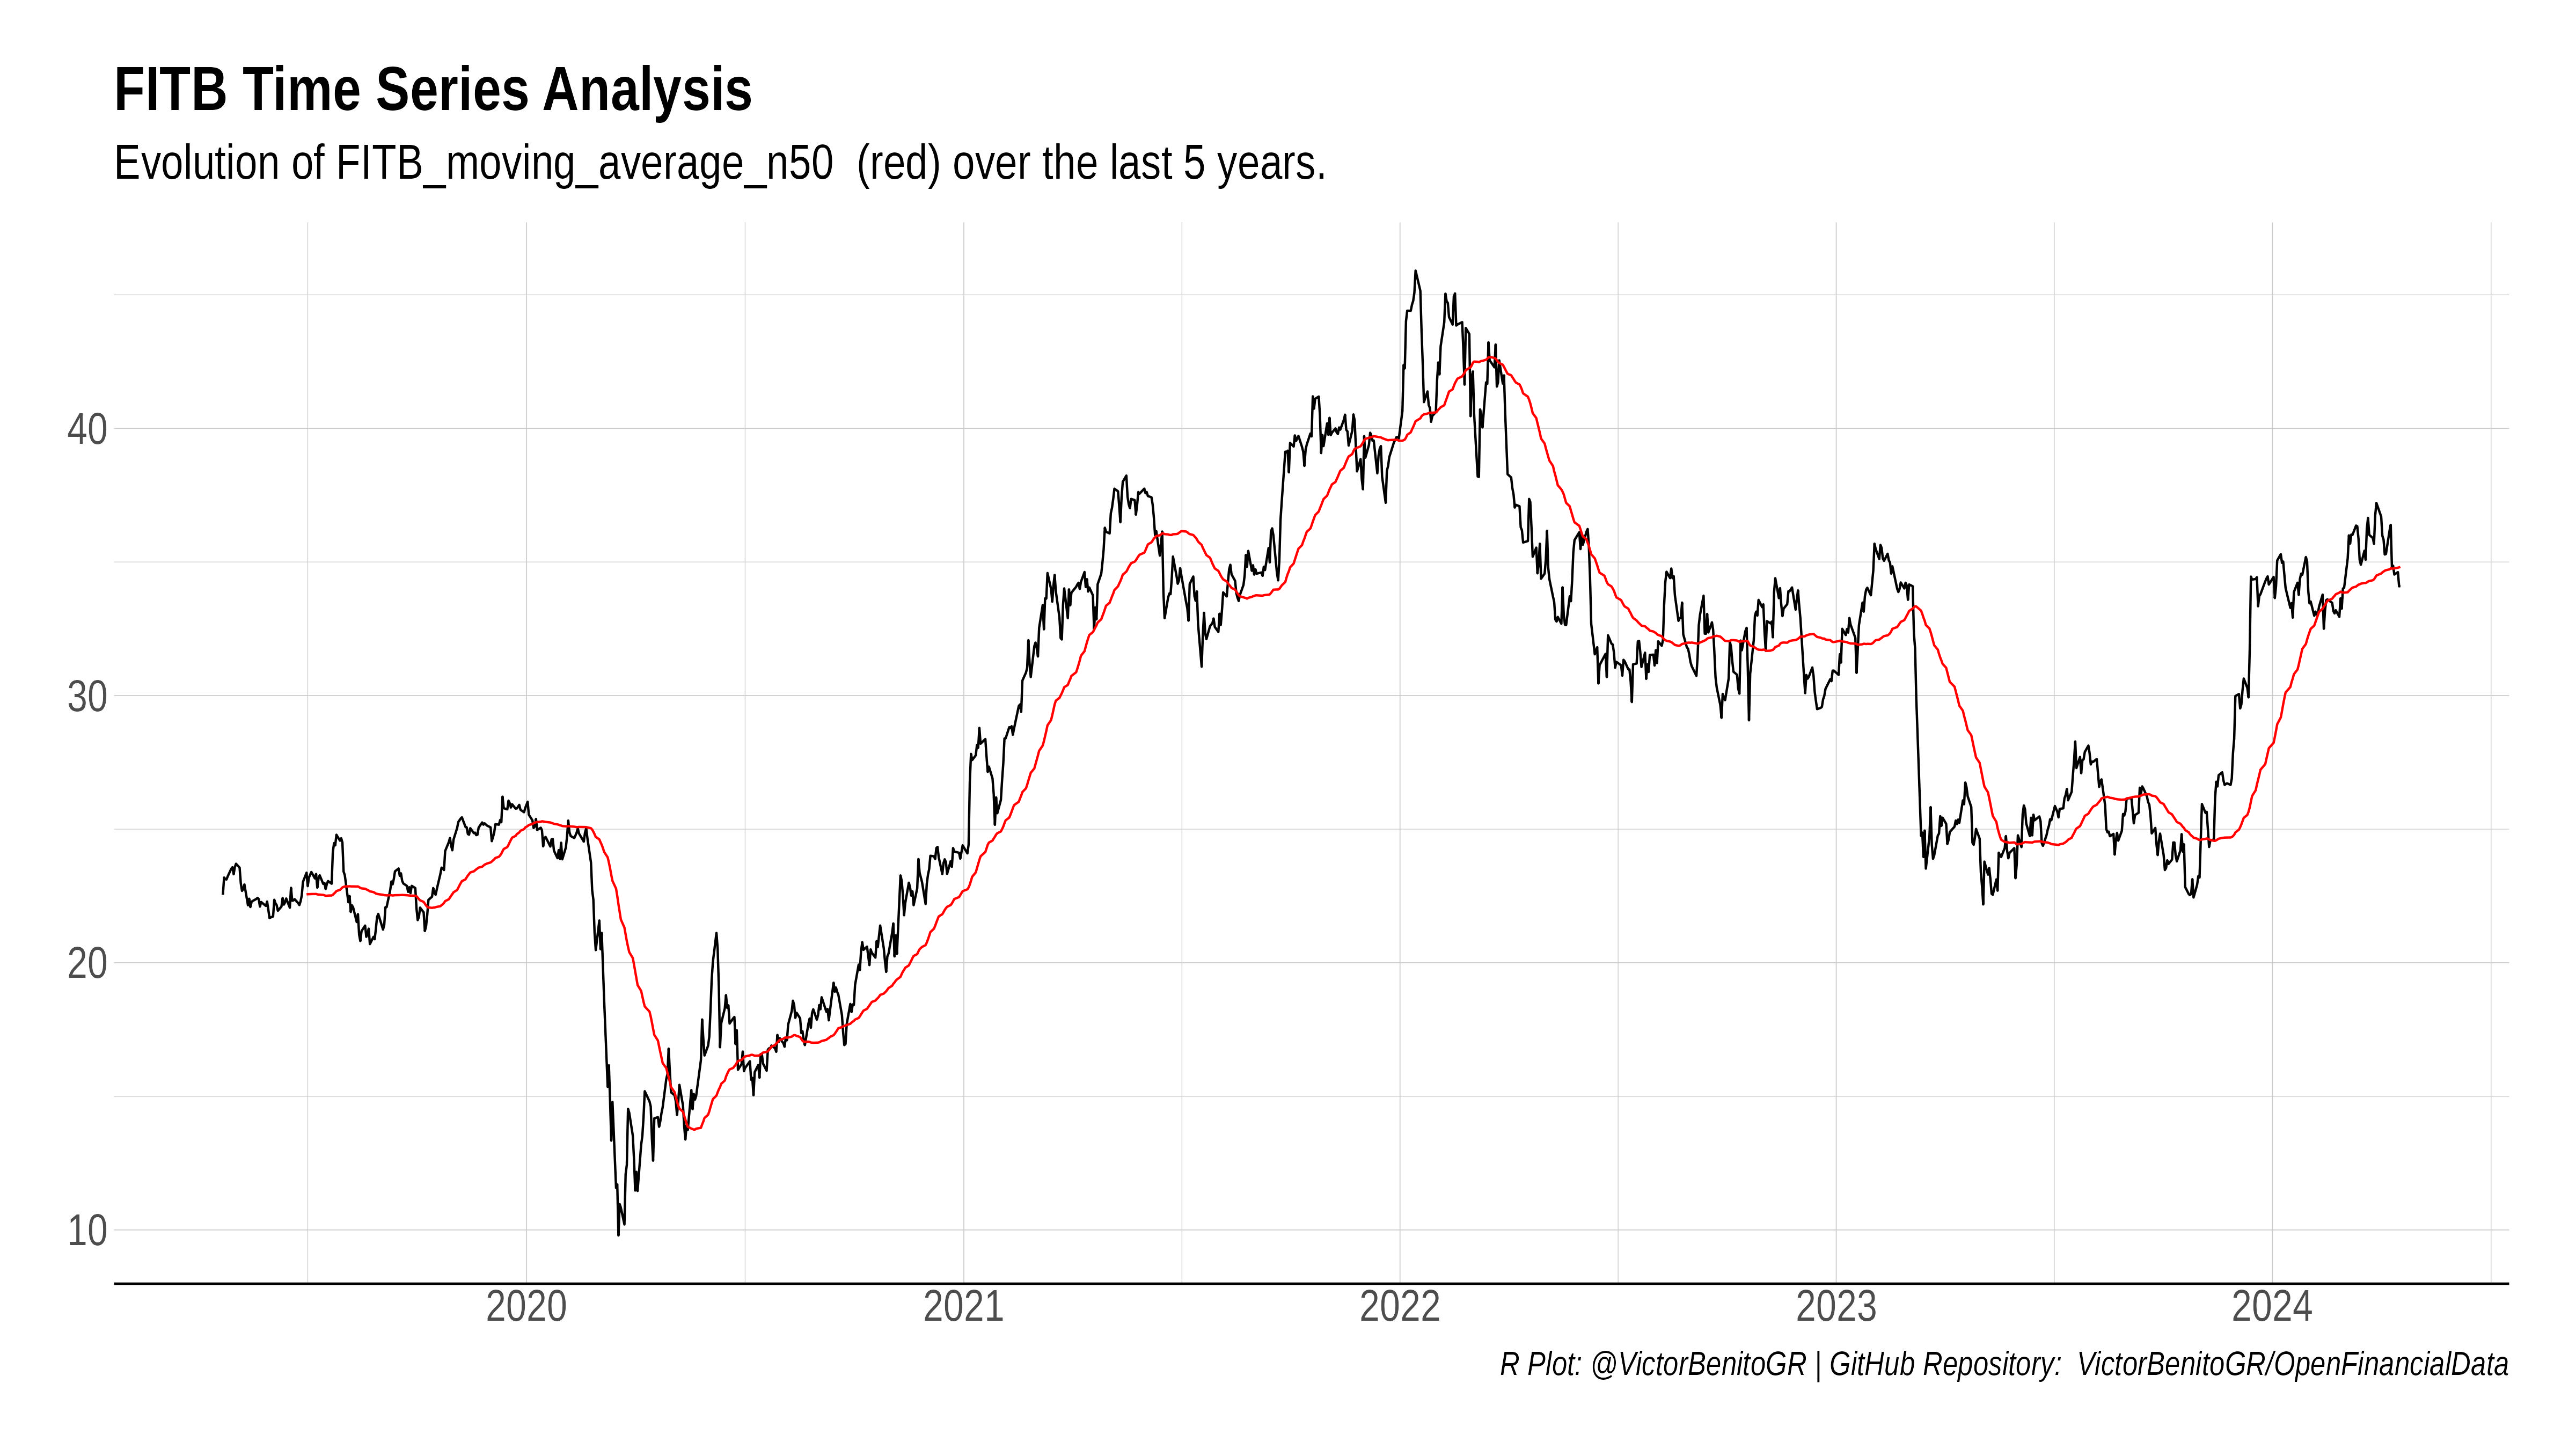 FITB Time Series Analysis
Evolution of FITB_moving_average_n50  (red) over the last 5 years.
40
30
20
10
2020 2021 2022 2023 2024
R Plot: @VictorBenitoGR | GitHub Repository:  VictorBenitoGR/OpenFinancialData